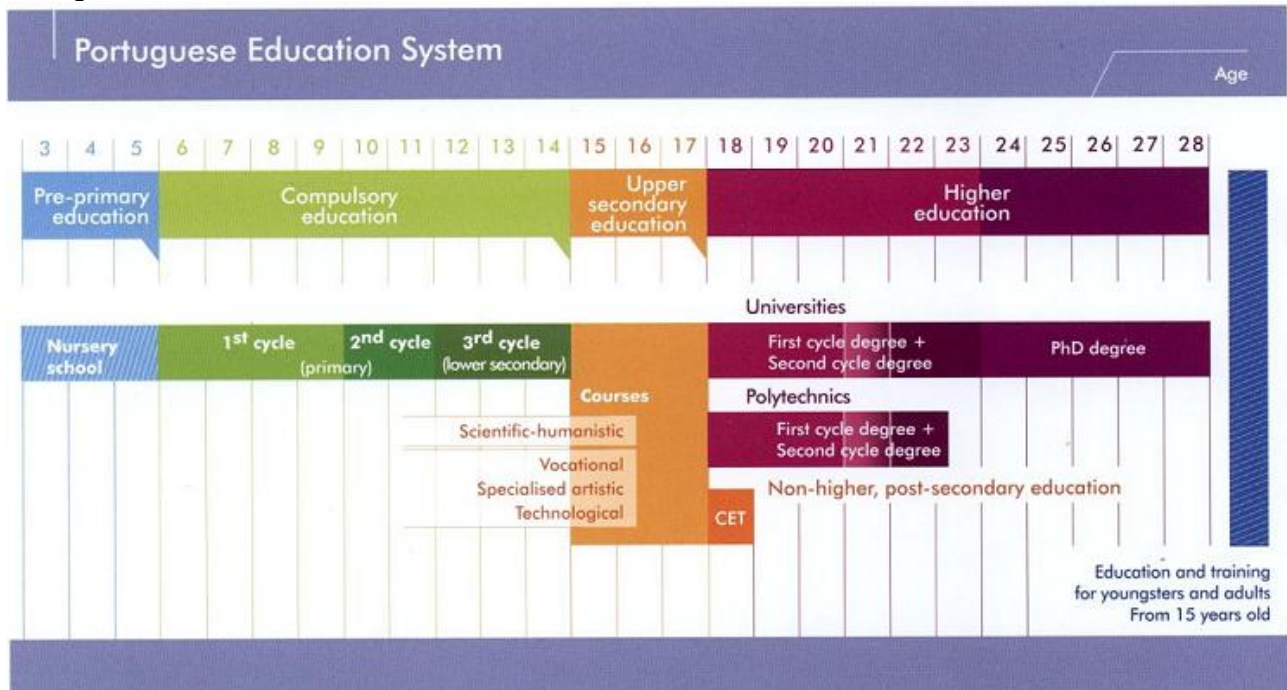 Portuguese Education System
Age
3 4 5 6 7 8 9 10 11 12 13 14 15 16 17 18 19 20 21 22 23 24 25 26 27 28
Pre-primary
education
Compulsory
education
Upper
secondary
education
Higher
education
Universities
Nursery
school
1st cycle
2nd cycle
(primary)
3rd cycle
(lower secondary)
First cycle degree +
Second cycle degree
PhD degree
Courses
Polytechnics
Scientific-humanistic
First cycle degree +
Second cycle degree
Vocational
Specialised artistic
Technological
CET
Non-higher, post-secondary education
Education and training
for youngsters and adults
From 15 years old